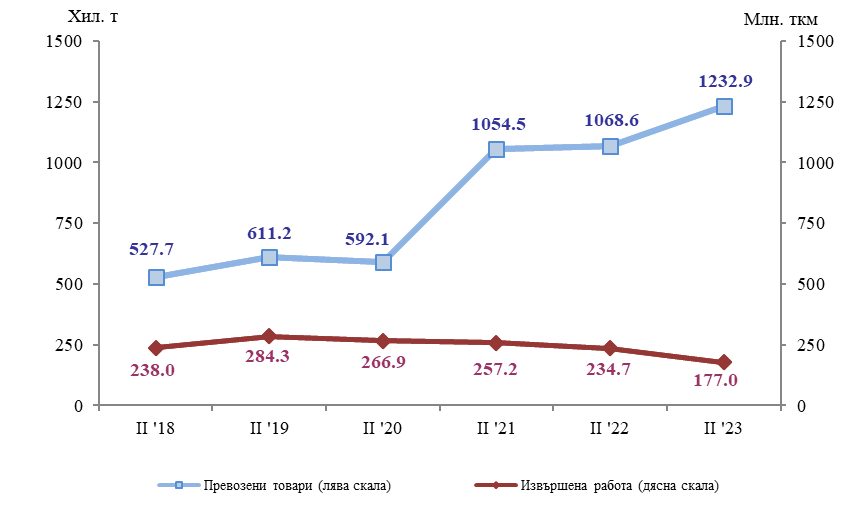 Хил. т
Млн. ткм
1500
1500
1250
1250
1000
1000
750
750
500
500
250
250
0
0
527.7
611.2
592.1
1054.5
1068.6
1232.9
238.0
284.3
266.9
257.2
234.7
177.0
II '18
II '19
II '20
II '21
II '22
II '23
Превозени товари (лява скала)
Извършена работа (дясна скала)